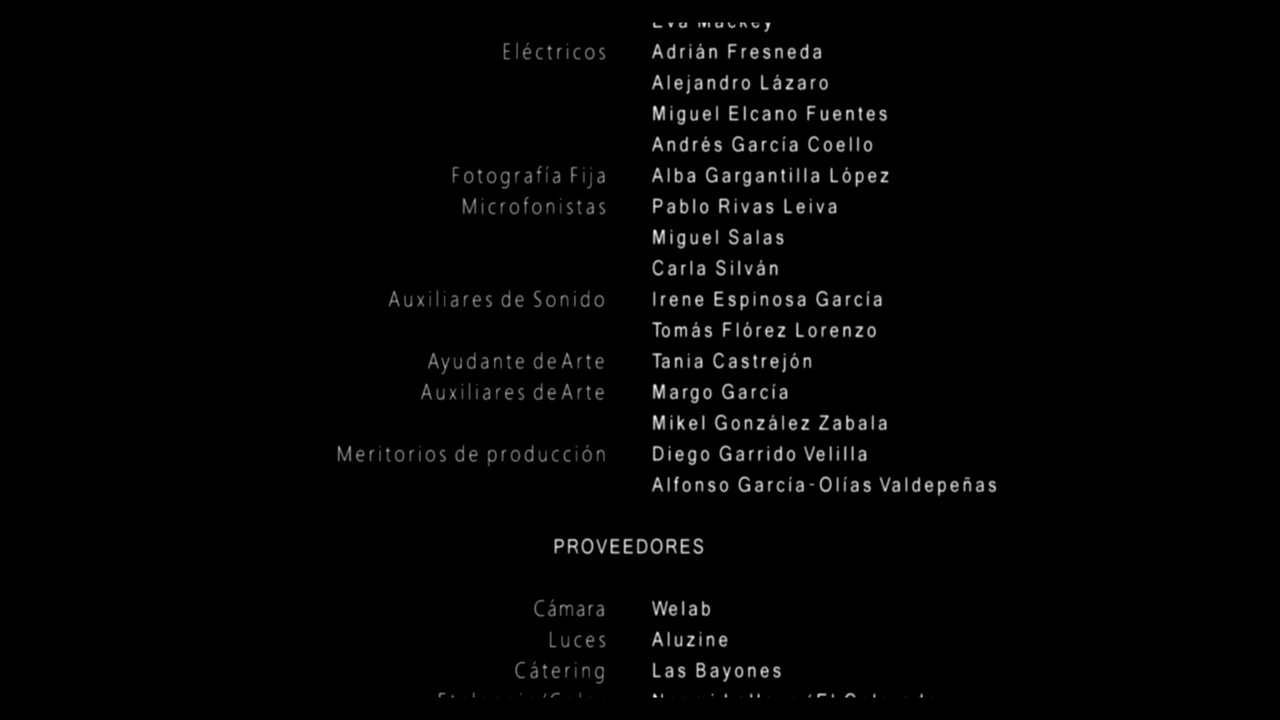 Eva Mackey
Eléctricos Adrián Fresneda
Alejandro Lázaro
Miguel Elcano Fuentes
Andrés García Coello
Fotografía Fija Alba Gargantilla López
Microfonistas Pablo Rivas Leiva
Miguel Salas
Carla Silván
Auxiliares de Sonido Irene Espinosa García
Tomás Flórez Lorenzo
Ayudante de Arte Tania Castrejón
Auxiliares de Arte Margo García
Mikel González Zabala
Meritorios de producción Diego Garrido Velilla
Alfonso García-Olías Valdepeñas
PROVEEDORES
Cámara Welab
Luces Aluzine
Cátering Las Bayones